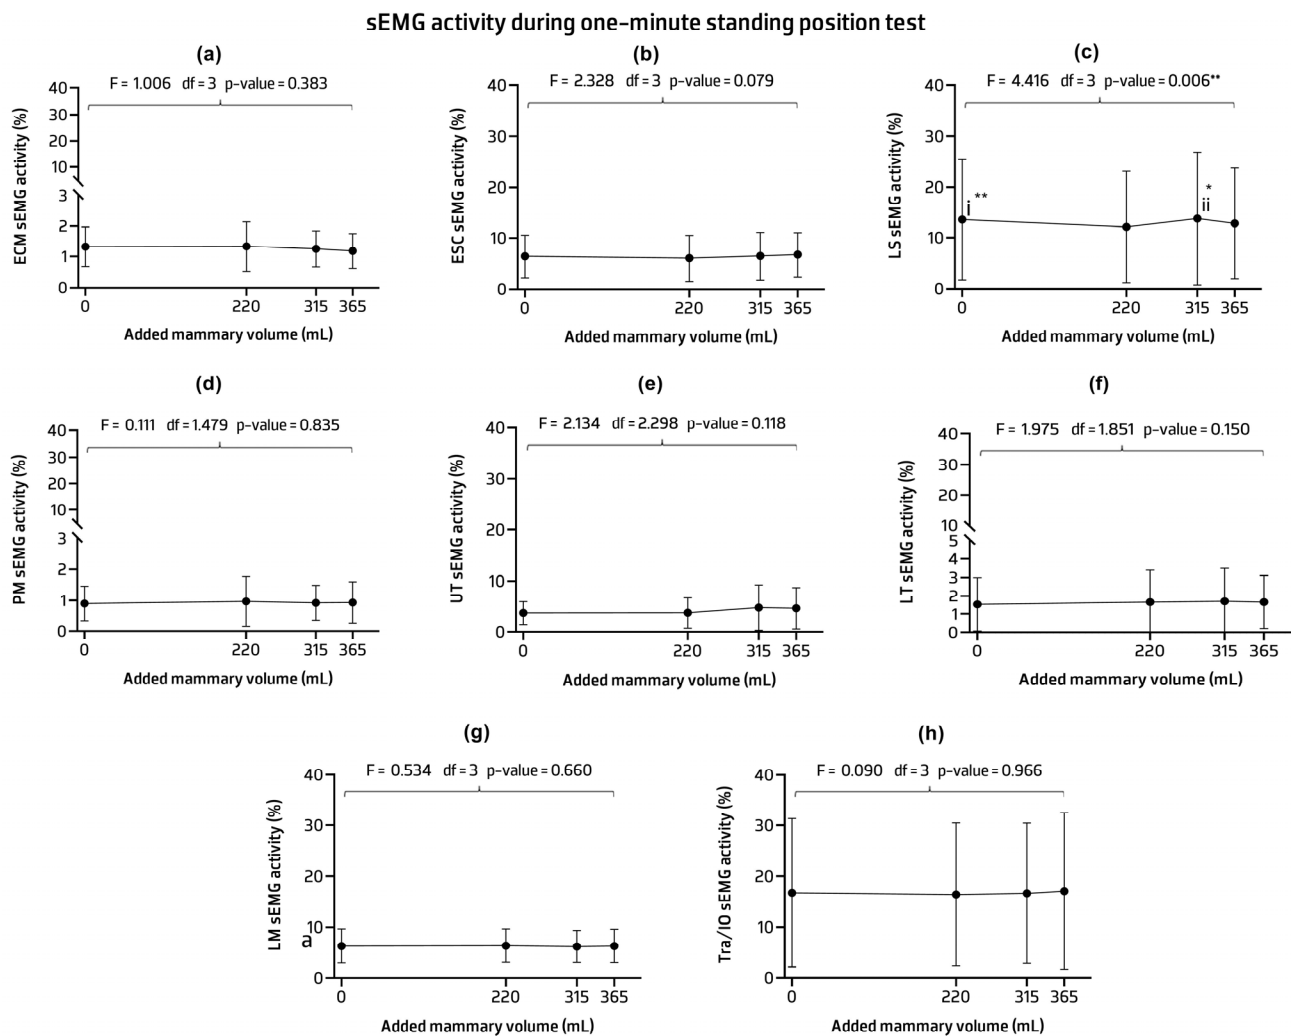 sEMG activity during one-minute standing position test
(a)
F = 1.006 df = 3 p-value = 0.383
ECM sEMG activity (%)
40
30
20
10
3
2
1
0
0 220 315 365
Added mammary volume (mL)
(b)
F = 2.328 df = 3 p-value = 0.079
ESC sEMG activity (%)
40
30
20
10
0
0 220 315 365
Added mammary volume (mL)
(c)
F = 4.416 df = 3 p-value = 0.006**
LS sEMG activity (%)
40
30
20
10
0
i **
*
ii
0 220 315 365
Added mammary volume (mL)
(d)
F = 0.111 df = 1.479 p-value = 0.835
PM sEMG activity (%)
40
30
20
10
3
2
1
0
0 220 315 365
Added mammary volume (mL)
(e)
F = 2.134 df = 2.298 p-value = 0.118
UT sEMG activity (%)
40
30
20
10
0
0 220 315 365
Added mammary volume (mL)
(f)
F = 1.975 df = 1.851 p-value = 0.150
LT sEMG activity (%)
40
30
20
10
5
4
3
2
1
0
0 220 315 365
Added mammary volume (mL)
(g)
F = 0.534 df = 3 p-value = 0.660
LM sEMG activity (%)
40
30
20
10
a
0
0 220 315 365
Added mammary volume (mL)
(h)
F = 0.090 df = 3 p-value = 0.966
Tra/IO sEMG activity (%)
40
30
20
10
0
0 220 315 365
Added mammary volume (mL)